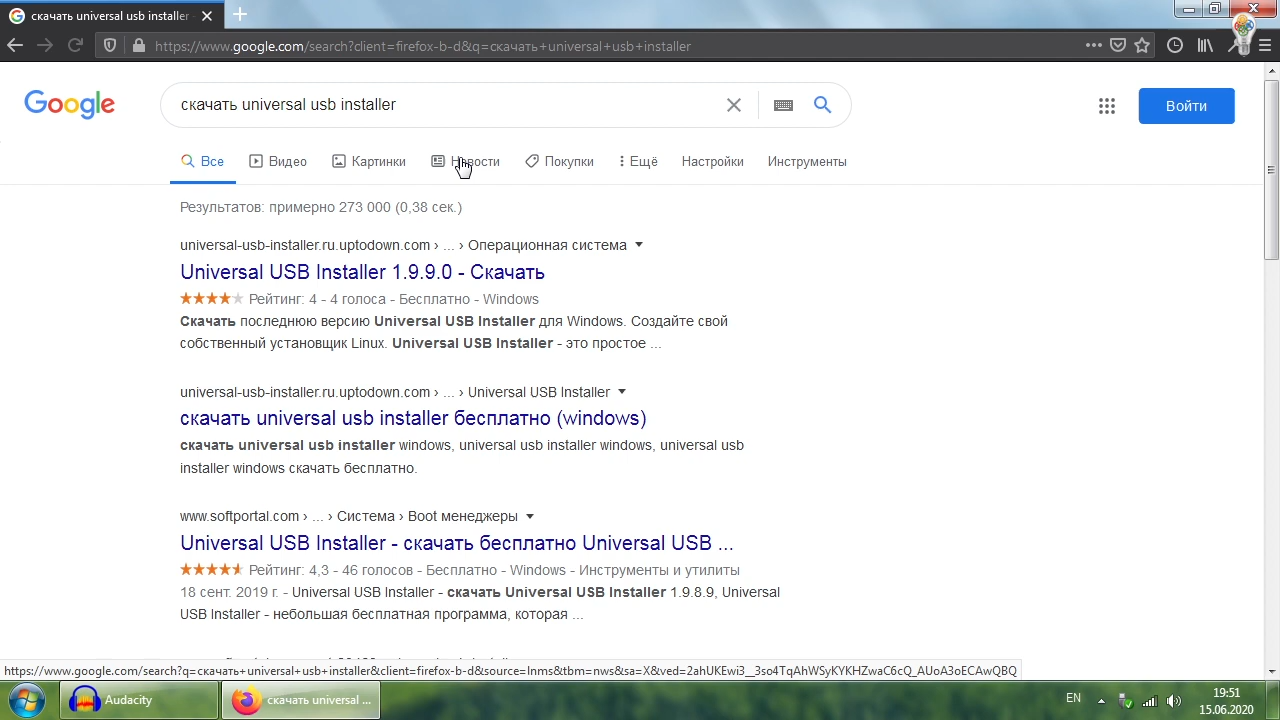 скачать universal usb installer
https://www.google.com/search?client=firefox-b-d&q=скачать+universal+usb+installer
Google
скачать universal usb installer
Войти
Все
Видео
Картинки
Новости
Покупки
Ещё
Настройки
Инструменты
Результатов: примерно 273 000 (0,38 сек.)
universal-usb-installer.ru.uptodown.com › ... › Операционная система
Universal USB Installer 1.9.9.0 - Скачать
Рейтинг: 4 - 4 голоса - Бесплатно - Windows
Скачать последнюю версию Universal USB Installer для Windows. Создайте свой
собственный установщик Linux. Universal USB Installer - это простое ...
universal-usb-installer.ru.uptodown.com › ... › Universal USB Installer
скачать universal usb installer бесплатно (windows)
скачать universal usb installer windows, universal usb installer windows, universal usb
installer windows скачать бесплатно.
www.softportal.com › ... › Система › Boot менеджеры
Universal USB Installer - скачать бесплатно Universal USB ...
Рейтинг: 4,3 - 46 голосов - Бесплатно - Windows - Инструменты и утилиты
18 сент. 2019 г. - Universal USB Installer - скачать Universal USB Installer 1.9.8.9, Universal
USB Installer - небольшая бесплатная программа, которая ...
https://www.google.com/search?q=скачать+universal+usb+installer&client=firefox-b-d&source=lnms&tbm=nws&sa=X&ved=2ahUKEwi3__3so4TqAhWSyKYKHZwaC6cQ_AUoA3oECAwQBQ
Audacity
скачать universal ...
EN
19:51
15.06.2020